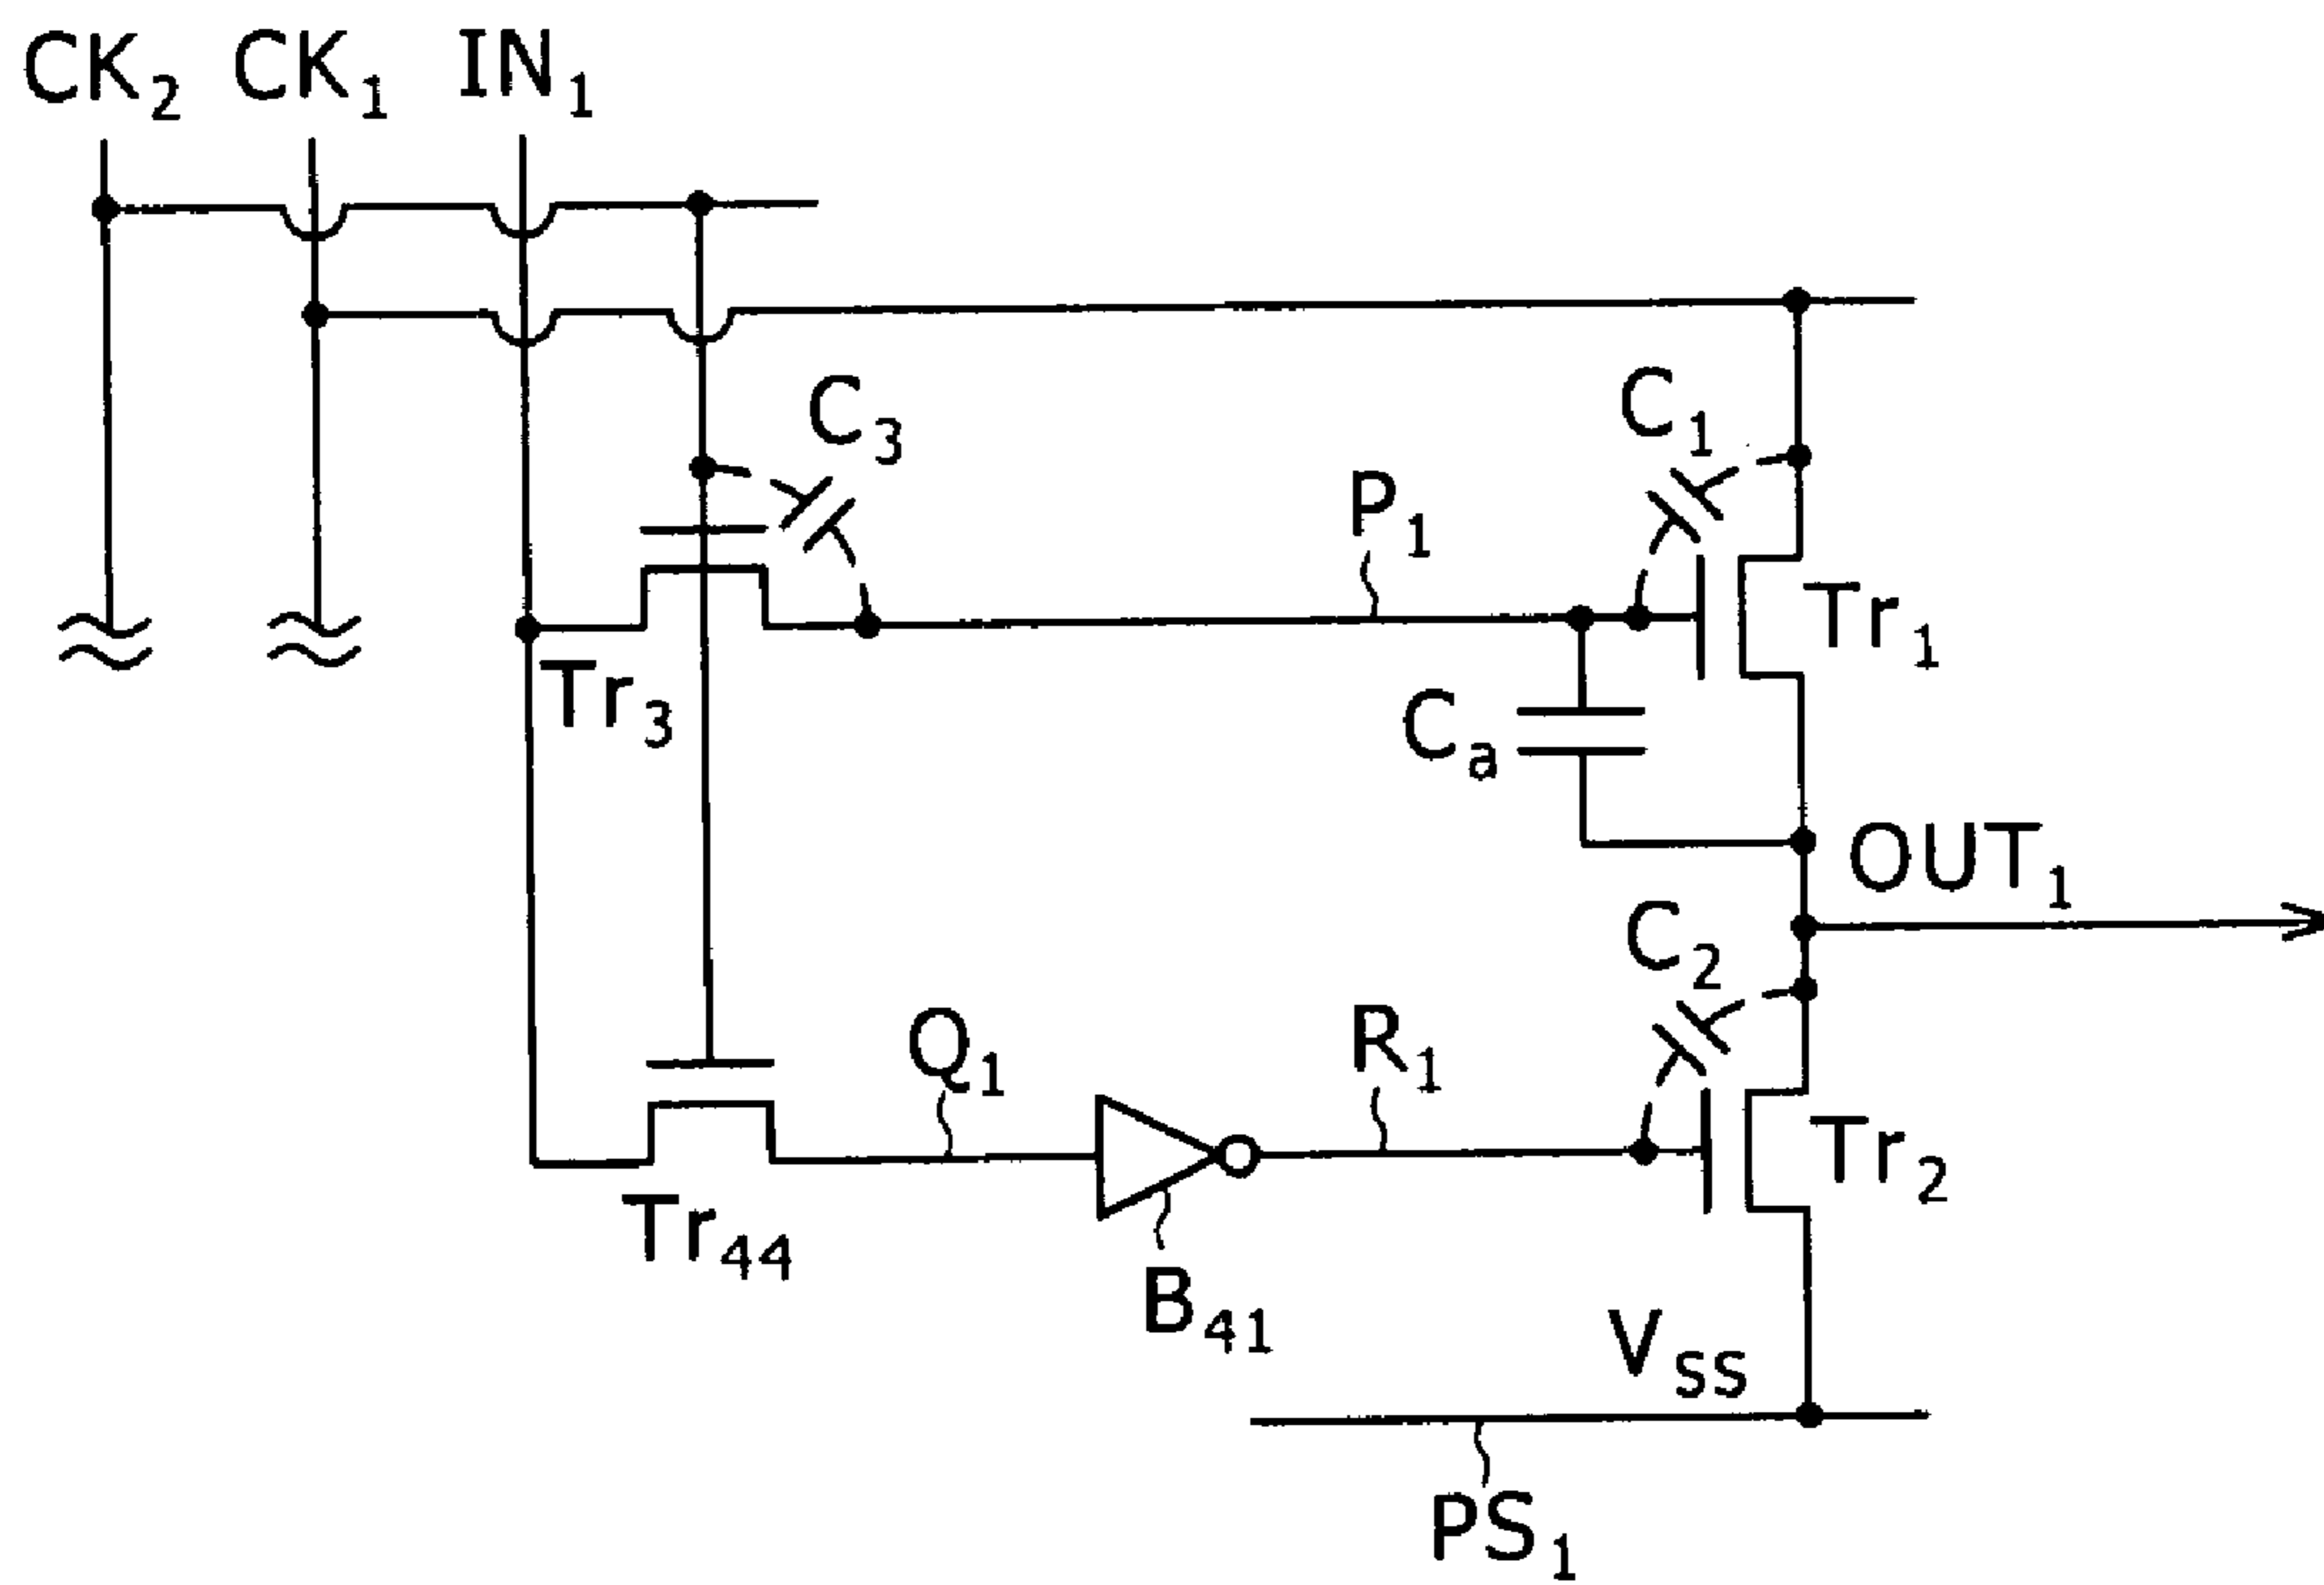 CK₂ CK₁ IN₁
C₃
C₁
P₁
Tr₁
Tr₃
Cₐ
OUT₁
C₂
Q₁
R₁
Tr₂
Tr₄₄
B₄₁
Vss
PS₁